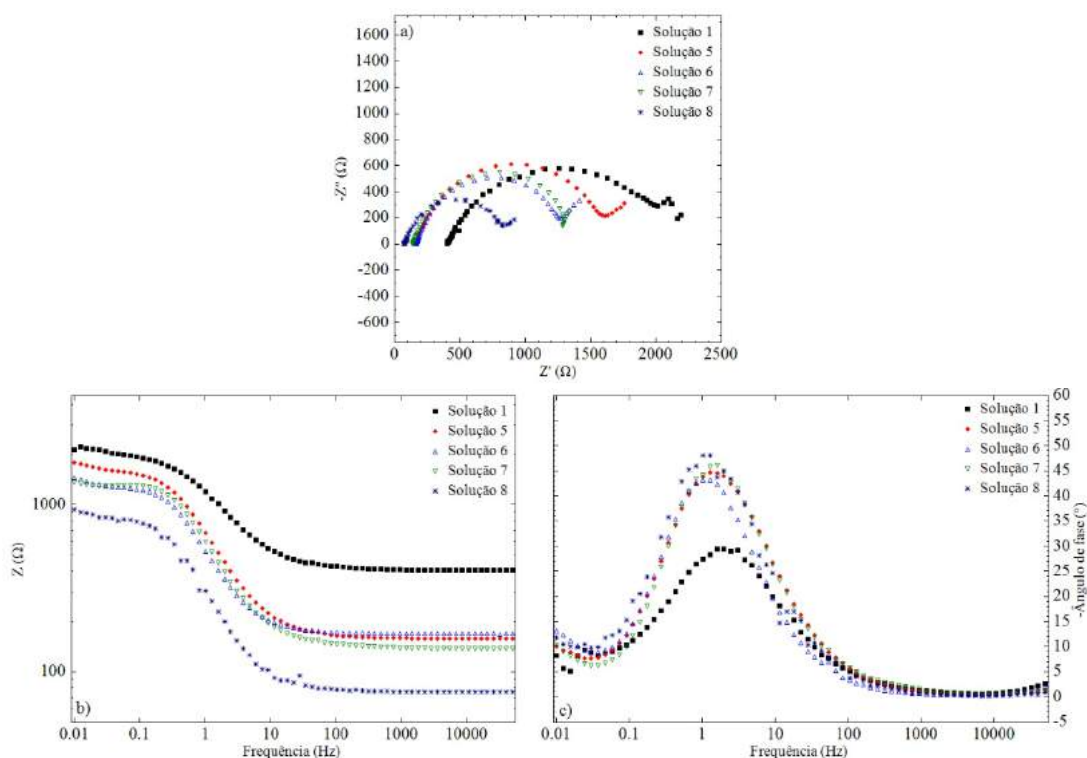 a)
Solução 1
Solução 5
Solução 6
Solução 7
Solução 8
1600
1400
1200
1000
800
600
400
200
0
-200
-400
-600
-Z'' (Ω)
0 500 1000 1500 2000 2500
Z' (Ω)
Solução 1
Solução 5
Solução 6
Solução 7
Solução 8
1000
100
Z (Ω)
b)
0.01 0.1 1 10 100 1000 10000
Frequência (Hz)
Solução 1
Solução 5
Solução 6
Solução 7
Solução 8
60
55
50
45
40
35
30
25
20
15
10
5
0
-5
-Ângulo de fase (°)
c)
0.01 0.1 1 10 100 1000 10000
Frequência (Hz)